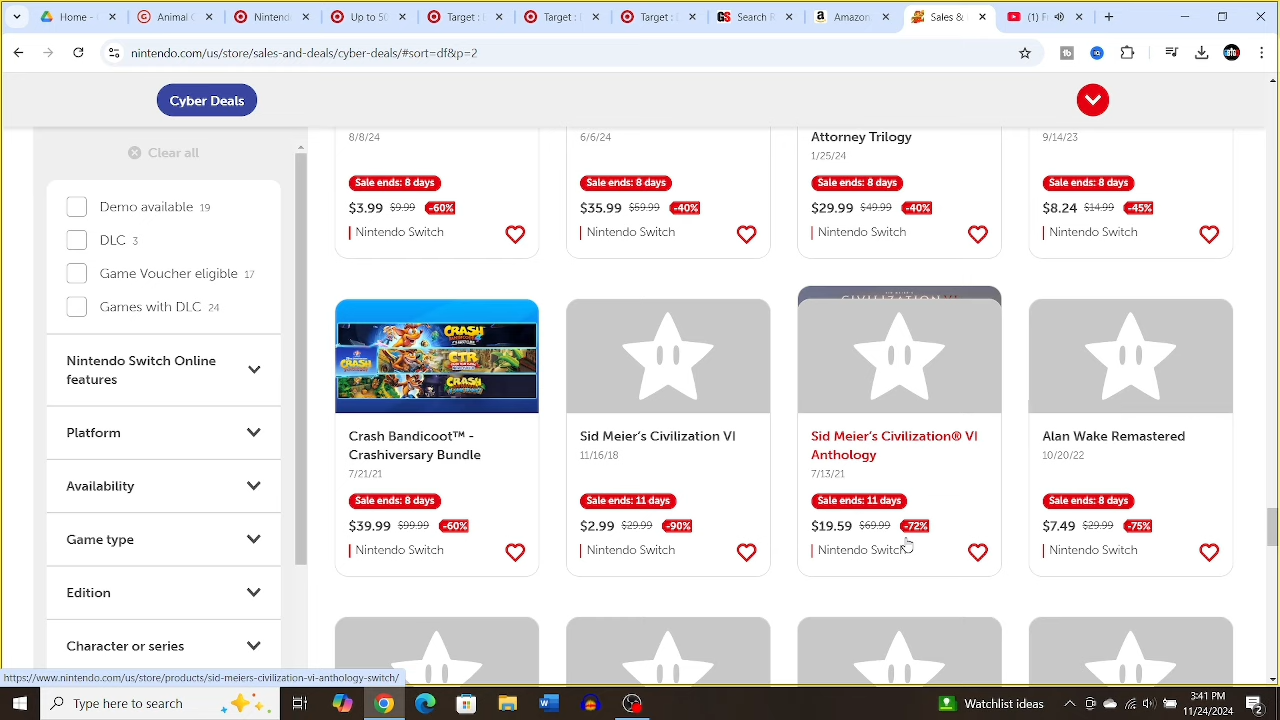 Home -
Animal C
Nintendo
Up to 50
Target -
Target :
Target -
Search R
Amazon
Sales &
(1) F
nintendo.com/us/store/sales-and-deals/cyber-deals/#sort=df&p=2
Cyber Deals
Clear all
Demo available 19
DLC 3
Game Voucher eligible 17
Games with DLC 24
Nintendo Switch Online
features
Platform
Availability
Game type
Edition
Character or series
8/8/24
Sale ends: 8 days
$3.99 $9.99 -60%
Nintendo Switch
6/6/24
Sale ends: 8 days
$35.99 $59.99 -40%
Nintendo Switch
Attorney Trilogy
1/25/24
Sale ends: 8 days
$29.99 $49.99 -40%
Nintendo Switch
9/14/23
Sale ends: 8 days
$8.24 $14.99 -45%
Nintendo Switch
CRASH
CTR
CRASH
Crash Bandicoot™ -
Crashiversary Bundle
7/21/21
Sale ends: 8 days
$39.99 $99.99 -60%
Nintendo Switch
Sid Meier's Civilization VI
11/16/18
Sale ends: 11 days
$2.99 $29.99 -90%
Nintendo Switch
CIVILIZATION VI
Sid Meier's Civilization® VI
Anthology
7/13/21
Sale ends: 11 days
$19.59 $69.99 -72%
Nintendo Switch
Alan Wake Remastered
10/20/22
Sale ends: 8 days
$7.49 $29.99 -75%
Nintendo Switch
https://www.nintendo.com/us/store/products/sid-meiers-civilization-vi-anthology-switch/
Type here to search
Watchlist ideas
3:41 PM
11/24/2024
2